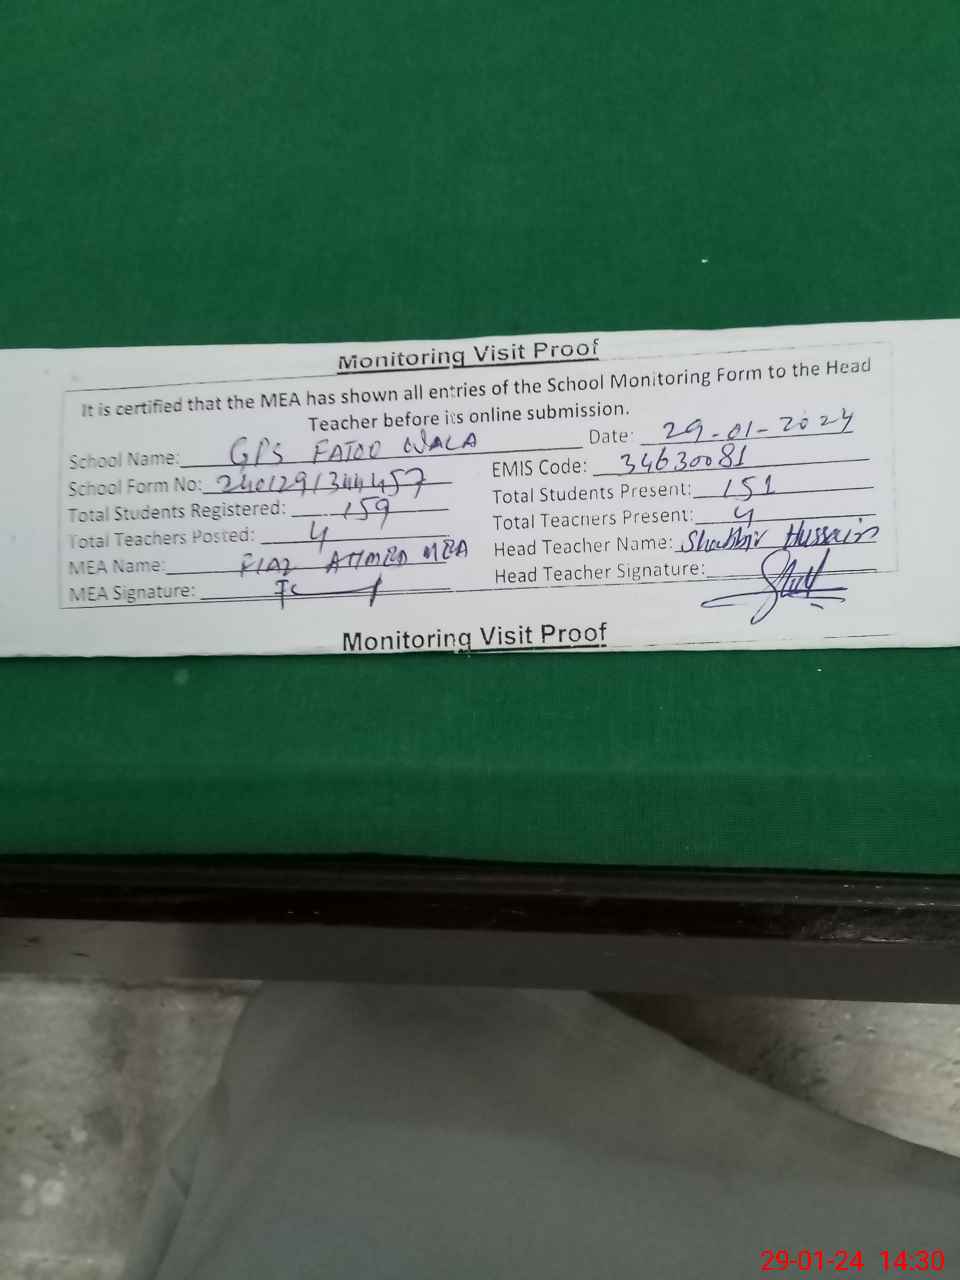 Monitoring Visit Proof
It is certified that the MEA has shown all entries of the School Monitoring Form to the Head
Teacher before its online submission.
School Name: GPS FATOO WALA Date: 29-01-2024
School Form No: 2401291344457 EMIS Code: 34630081
Total Students Registered: 159 Total Students Present: 151
Total Teachers Posted: 4 Total Teachers Present: 4
MEA Name: FIAZ AHMED MEA Head Teacher Name: Shabbir Hussain
MEA Signature: Head Teacher Signature:
Monitoring Visit Proof
29-01-24 14:30